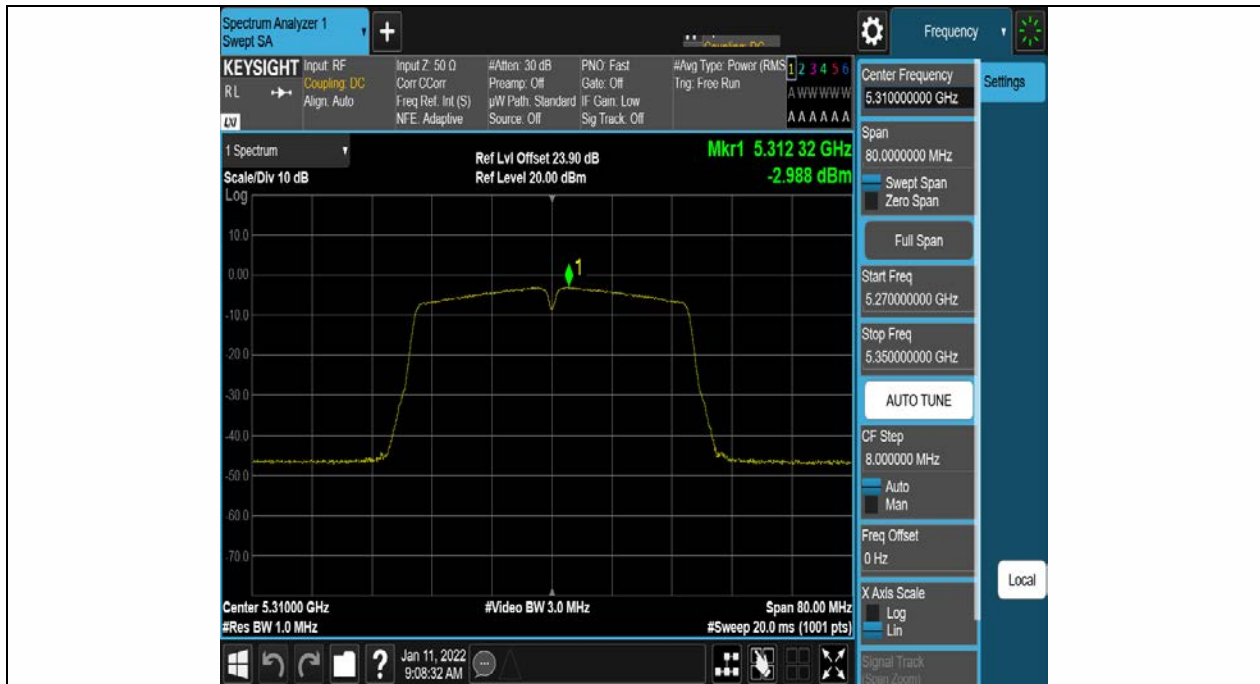 Spectrum Analyzer 1
Swept SA
+
Coupling: DC
Frequency
KEYSIGHT
RL
LXI
Input: RF
Coupling: DC
Align: Auto
Input Z: 50 Ω
Corr CCorr
Freq Ref: Int (S)
NFE: Adaptive
#Atten: 30 dB
Preamp: Off
µW Path: Standard
Source: Off
PNO: Fast
Gate: Off
IF Gain: Low
Sig Track: Off
#Avg Type: Power (RMS
Trig: Free Run
1 2 3 4 5 6
A W W W W W
A A A A A A
1 Spectrum
Scale/Div 10 dB
Log
Ref Lvl Offset 23.90 dB
Ref Level 20.00 dBm
Mkr1 5.312 32 GHz
-2.988 dBm
1
10.0
0.00
-10.0
-20.0
-30.0
-40.0
-50.0
-60.0
-70.0
Center 5.31000 GHz
#Res BW 1.0 MHz
#Video BW 3.0 MHz
Span 80.00 MHz
#Sweep 20.0 ms (1001 pts)
Center Frequency
5.310000000 GHz
Settings
Span
80.0000000 MHz
Swept Span
Zero Span
Full Span
Start Freq
5.270000000 GHz
Stop Freq
5.350000000 GHz
AUTO TUNE
CF Step
8.000000 MHz
Auto
Man
Freq Offset
0 Hz
X Axis Scale
Log
Lin
Local
Signal Track
(Span Zoom)
?
Jan 11, 2022
9:08:32 AM